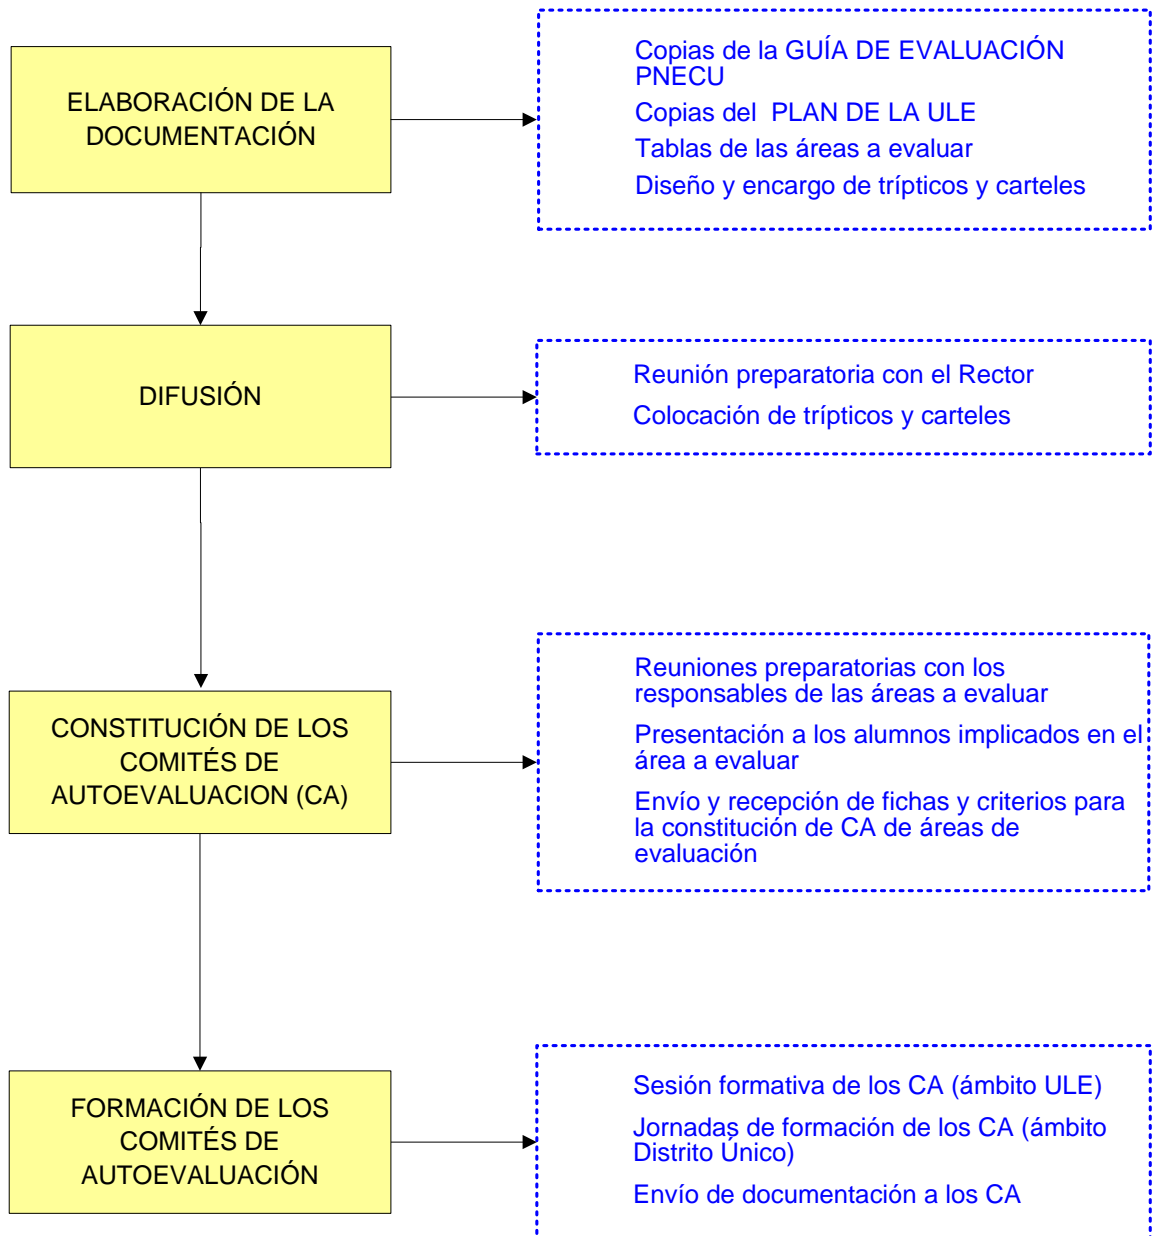 ELABORACIÓN DE LA
DOCUMENTACIÓN
Copias de la GUÍA DE EVALUACIÓN
PNECU
Copias del PLAN DE LA ULE
Tablas de las áreas a evaluar
Diseño y encargo de trípticos y carteles
DIFUSIÓN
Reunión preparatoria con el Rector
Colocación de trípticos y carteles
CONSTITUCIÓN DE LOS
COMITÉS DE
AUTOEVALUACION (CA)
Reuniones preparatorias con los
responsables de las áreas a evaluar
Presentación a los alumnos implicados en el
área a evaluar
Envío y recepción de fichas y criterios para
la constitución de CA de áreas de
evaluación
FORMACIÓN DE LOS
COMITÉS DE
AUTOEVALUACIÓN
Sesión formativa de los CA (ámbito ULE)
Jornadas de formación de los CA (ámbito
Distrito Único)
Envío de documentación a los CA